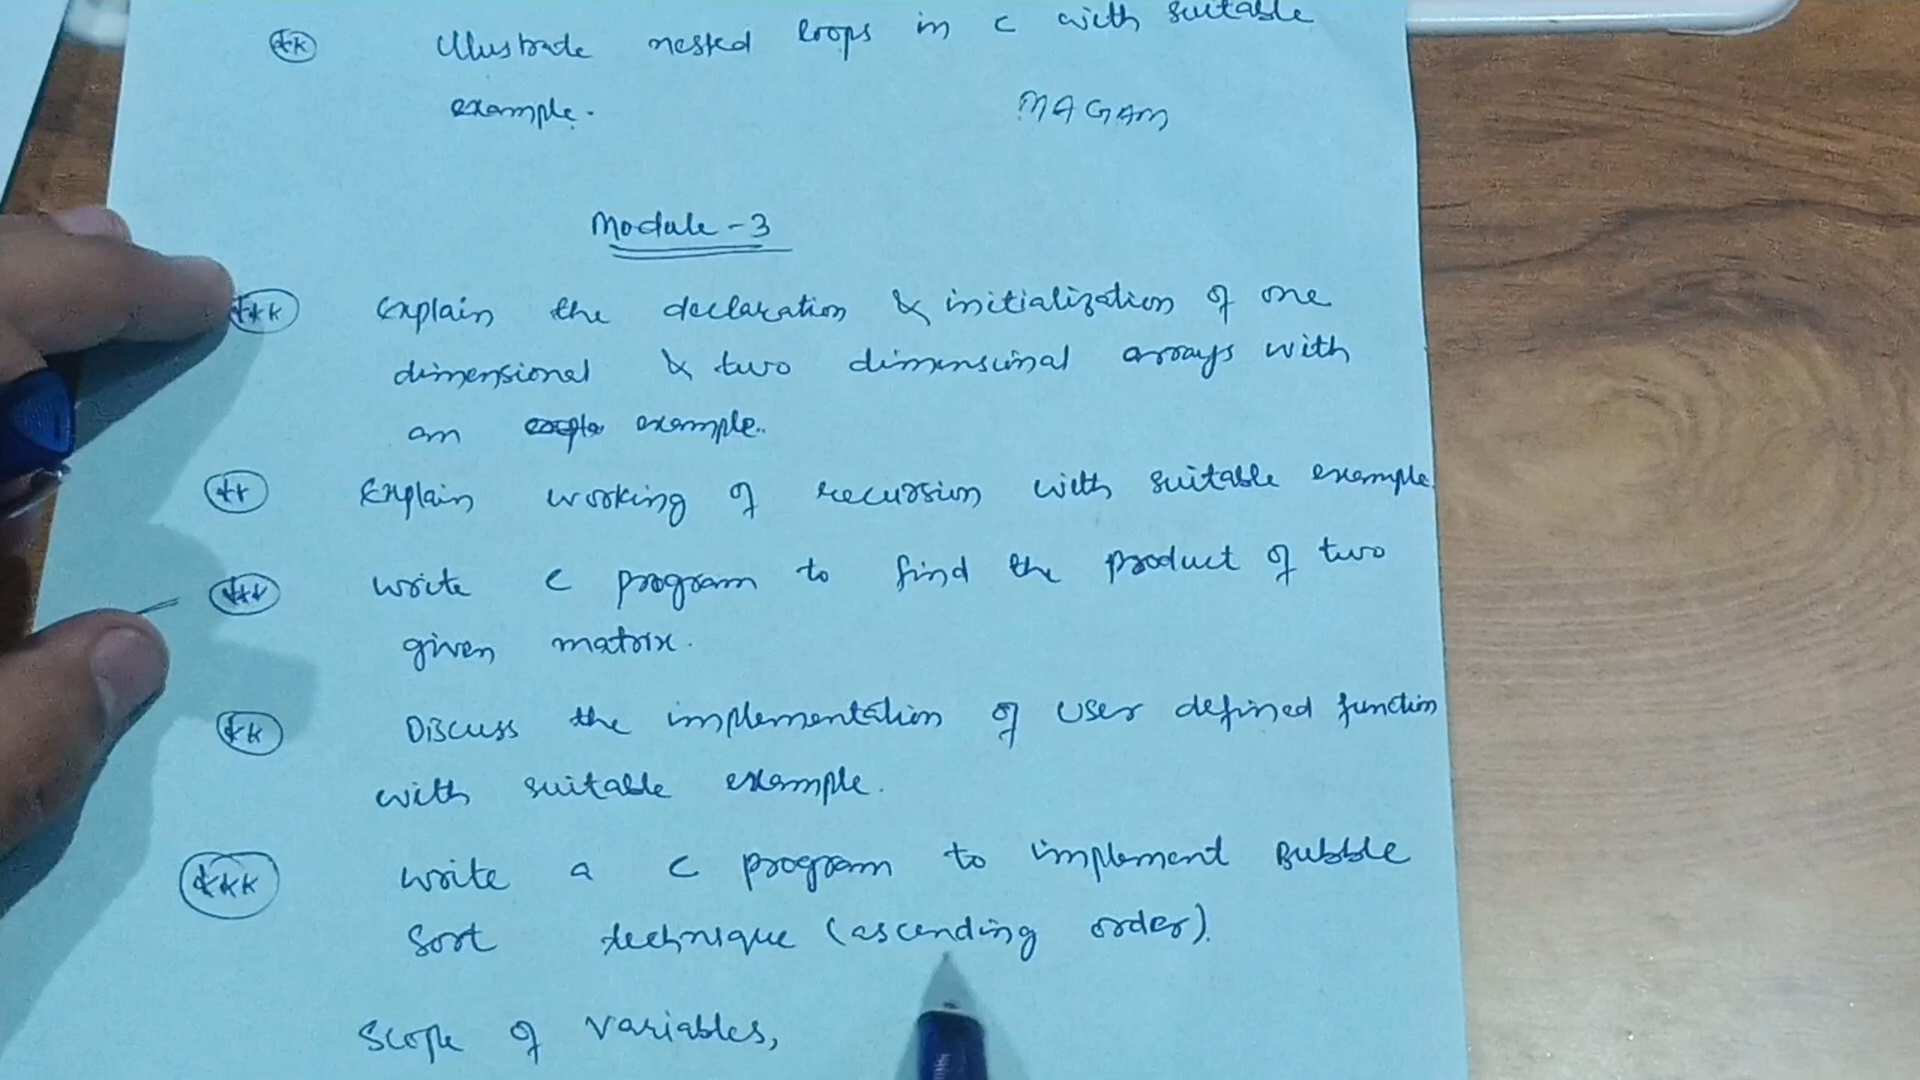 ** Illustrate nested loops in C with suitable
example.
MAGAM
Module - 3
*** Explain the declaration & initialization of one
dimensional & two dimensional arrays with
an example.
** Explain working of recursion with suitable example.
*** Write C program to find the product of two
given matrix.
** Discuss the implementation of user defined function
with suitable example.
*** Write a C program to implement Bubble
Sort technique (ascending order).
Scope of variables,